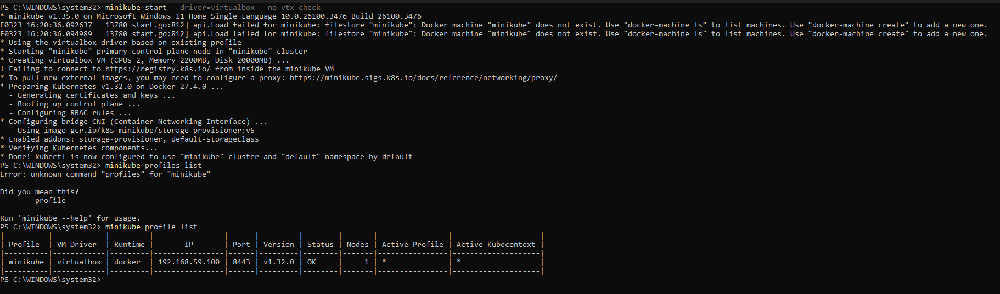 PS C:\WINDOWS\system32> minikube start --driver=virtualbox --no-vtx-check
* minikube v1.35.0 on Microsoft Windows 11 Home Single Language 10.0.26100.3476 Build 26100.3476
E0323 16:20:36.092637   13780 start.go:812] api.Load failed for minikube: filestore "minikube": Docker machine "minikube" does not exist. Use "docker-machine ls" to list machines. Use "docker-machine create" to add a new one.
E0323 16:20:36.094989   13780 start.go:812] api.Load failed for minikube: filestore "minikube": Docker machine "minikube" does not exist. Use "docker-machine ls" to list machines. Use "docker-machine create" to add a new one.
* Using the virtualbox driver based on existing profile
* Starting "minikube" primary control-plane node in "minikube" cluster
* Creating virtualbox VM (CPUs=2, Memory=2200MB, Disk=20000MB) ...
! Failing to connect to https://registry.k8s.io/ from inside the minikube VM
* To pull new external images, you may need to configure a proxy: https://minikube.sigs.k8s.io/docs/reference/networking/proxy/
* Preparing Kubernetes v1.32.0 on Docker 27.4.0 ...
  - Generating certificates and keys ...
  - Booting up control plane ...
  - Configuring RBAC rules ...
* Configuring bridge CNI (Container Networking Interface) ...
  - Using image gcr.io/k8s-minikube/storage-provisioner:v5
* Enabled addons: storage-provisioner, default-storageclass
* Verifying Kubernetes components...
* Done! kubectl is now configured to use "minikube" cluster and "default" namespace by default
PS C:\WINDOWS\system32> minikube profiles list
Error: unknown command "profiles" for "minikube"

Did you mean this?
        profile

Run 'minikube --help' for usage.
PS C:\WINDOWS\system32> minikube profile list
|----------|------------|---------|----------------|------|---------|--------|-------|----------------|--------------------|
| Profile  | VM Driver  | Runtime |       IP       | Port | Version | Status | Nodes | Active Profile | Active Kubecontext |
|----------|------------|---------|----------------|------|---------|--------|-------|----------------|--------------------|
| minikube | virtualbox | docker  | 192.168.59.100 | 8443 | v1.32.0 | OK     |     1 | *              | *                  |
|----------|------------|---------|----------------|------|---------|--------|-------|----------------|--------------------|
PS C:\WINDOWS\system32>